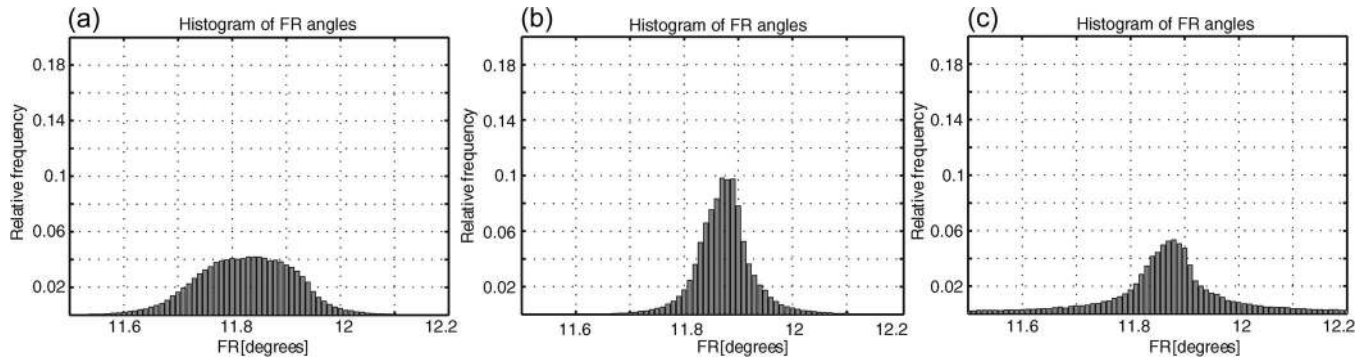 (a)
Histogram of FR angles
0.18
0.14
0.1
0.06
0.02
Relative frequency
11.6
11.8
12
12.2
FR[degrees]
(b)
Histogram of FR angles
0.18
0.14
0.1
0.06
0.02
Relative frequency
11.6
11.8
12
12.2
FR[degrees]
(c)
Histogram of FR angles
0.18
0.14
0.1
0.06
0.02
Relative frequency
11.6
11.8
12
12.2
FR[degrees]